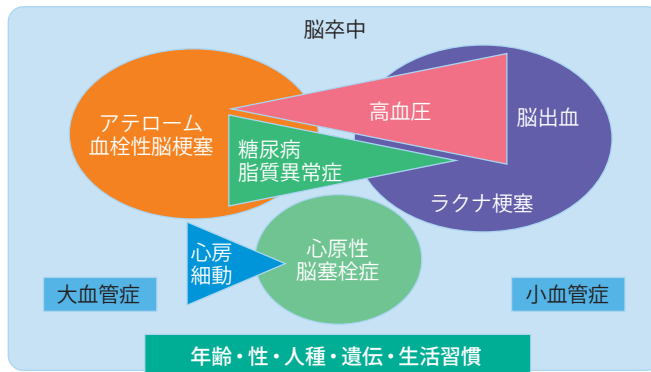 脳卒中
アテローム
血栓性脳梗塞
高血圧
脳出血
糖尿病
脂質異常症
ラクナ梗塞
心房
細動
心原性
脳塞栓症
大血管症
小血管症
年齢・性・人種・遺伝・生活習慣